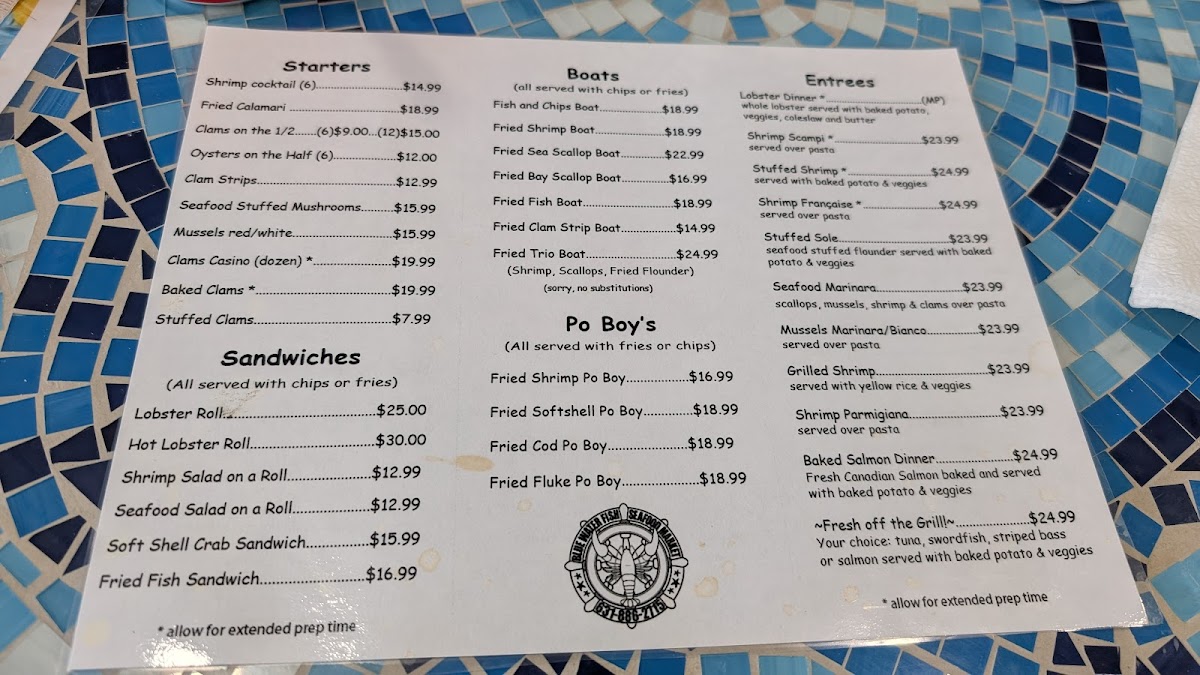 Starters
Shrimp cocktail (6)..............................$14.99
Fried Calamari ....................................$18.99
Clams on the 1/2......(6)$9.00...(12)$15.00
Oysters on the Half (6)...................$12.00
Clam Strips.........................................$12.99
Seafood Stuffed Mushrooms.........$15.99
Mussels red/white............................$15.99
Clams Casino (dozen) *......................$19.99
Baked Clams *......................................$19.99
Stuffed Clams.....................................$7.99
Sandwiches
(All served with chips or fries)
Lobster Roll....................................$25.00
Hot Lobster Roll.............................$30.00
Shrimp Salad on a Roll...................$12.99
Seafood Salad on a Roll..................$12.99
Soft Shell Crab Sandwich...............$15.99
Fried Fish Sandwich.........................$16.99
* allow for extended prep time
Boats
(all served with chips or fries)
Fish and Chips Boat.................$18.99
Fried Shrimp Boat...................$18.99
Fried Sea Scallop Boat............$22.99
Fried Bay Scallop Boat............$16.99
Fried Fish Boat.........................$18.99
Fried Clam Strip Boat..............$14.99
Fried Trio Boat.........................$24.99
(Shrimp, Scallops, Fried Flounder)
(sorry, no substitutions)
Po Boy's
(All served with fries or chips)
Fried Shrimp Po Boy................$16.99
Fried Softshell Po Boy............$18.99
Fried Cod Po Boy....................$18.99
Fried Fluke Po Boy...................$18.99
FISH SEAFOOD MARKET
631-886-2115
Entrees
Lobster Dinner *..............................(MP)
whole lobster served with baked potato,
veggies, coleslaw and butter
Shrimp Scampi *..........................$23.99
served over pasta
Stuffed Shrimp *.........................$24.99
served with baked potato & veggies
Shrimp Française *......................$24.99
served over pasta
Stuffed Sole................................$23.99
seafood stuffed flounder served with baked
potato & veggies
Seafood Marinara........................$23.99
scallops, mussels, shrimp & clams over pasta
Mussels Marinara/Bianco.............$23.99
served over pasta
Grilled Shrimp.............................$23.99
served with yellow rice & veggies
Shrimp Parmigiana.......................$23.99
served over pasta
Baked Salmon Dinner...................$24.99
Fresh Canadian Salmon baked and served
with baked potato & veggies
~Fresh off the Grill!~..................$24.99
Your choice: tuna, swordfish, striped bass
or salmon served with baked potato & veggies
* allow for extended prep time